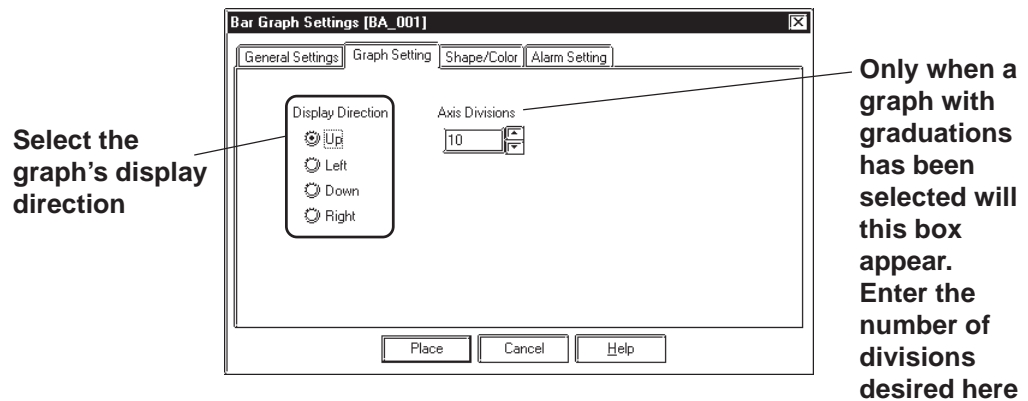 Bar Graph Settings [BA_001]
General Settings Graph Setting Shape/Color Alarm Setting
Select the
graph’s display
direction
Display Direction
Up
Left
Down
Right
Axis Divisions
10
Only when a
graph with
graduations
has been
selected will
this box
appear.
Enter the
number of
divisions
desired here
Place Cancel Help